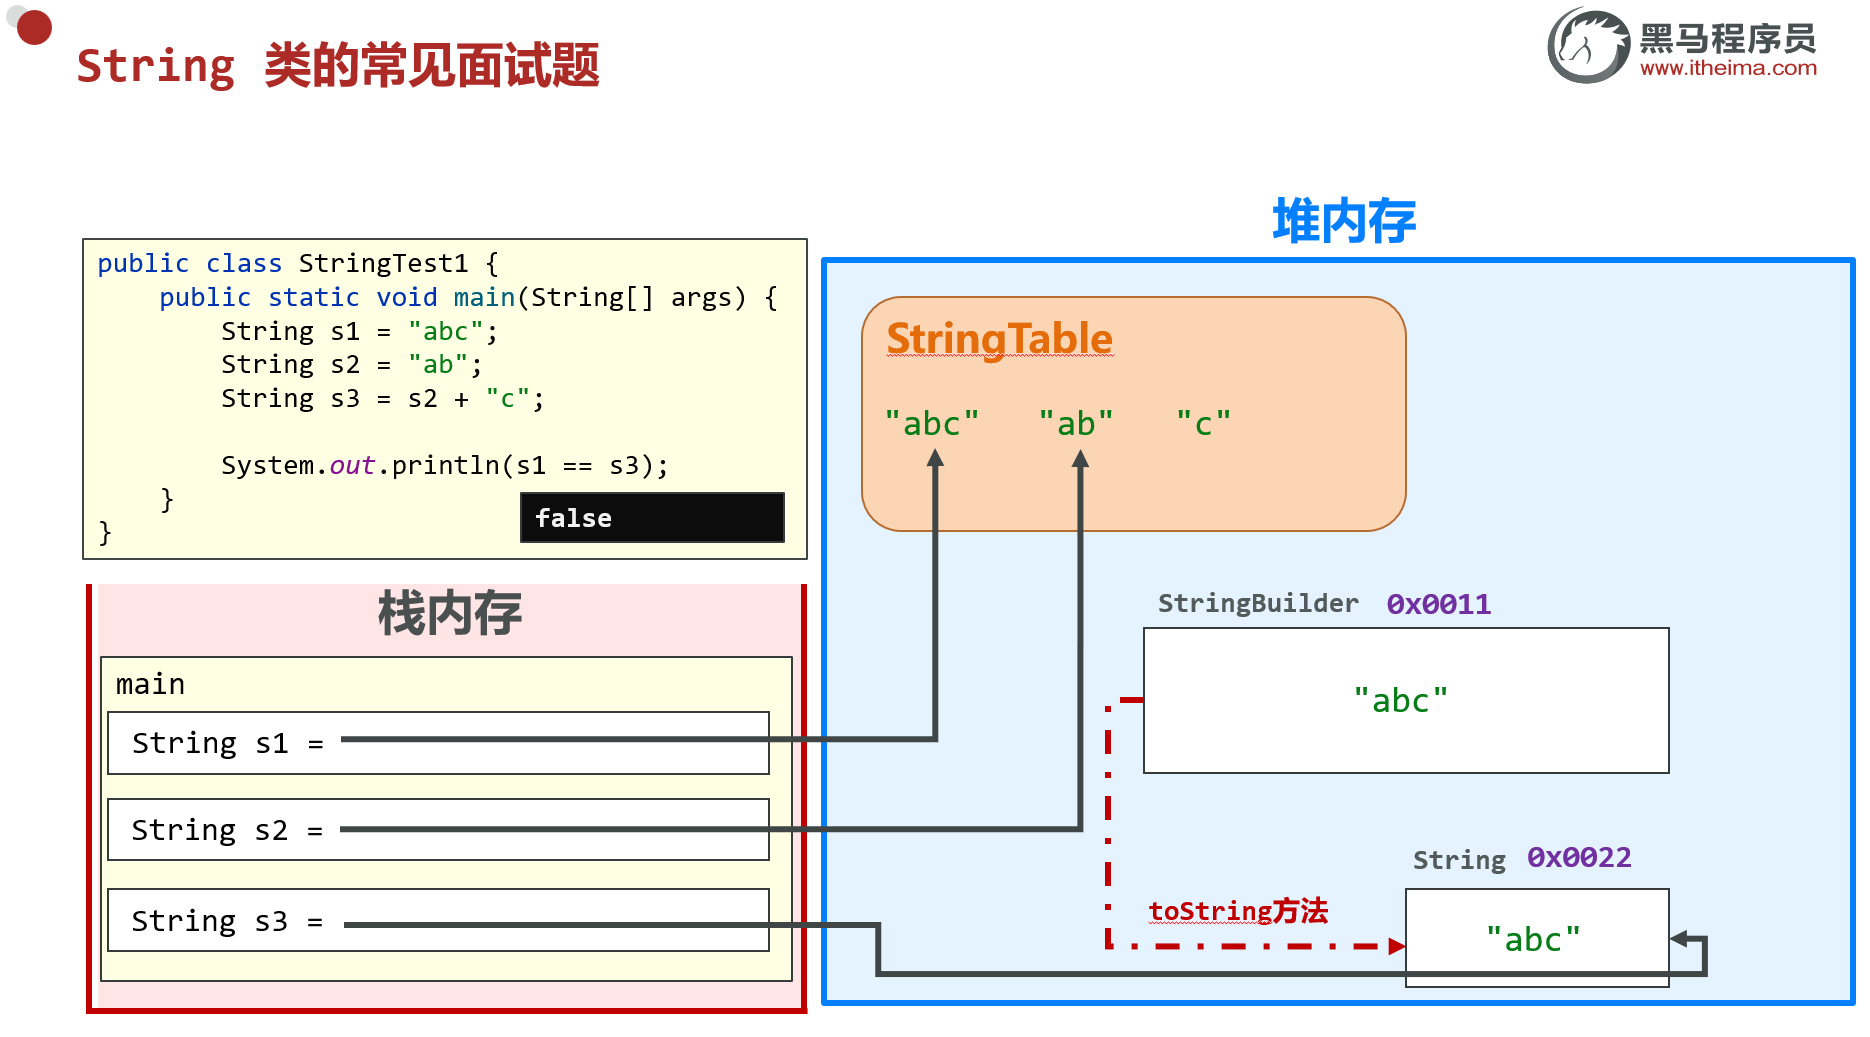 String 类的常见面试题
黑马程序员
www.itheima.com
public class StringTest1 {
    public static void main(String[] args) {
        String s1 = "abc";
        String s2 = "ab";
        String s3 = s2 + "c";
        System.out.println(s1 == s3);
    }
}
false
栈内存
main
String s1 =
String s2 =
String s3 =
堆内存
StringTable
"abc" "ab" "c"
StringBuilder 0x0011
"abc"
toString方法
String 0x0022
"abc"